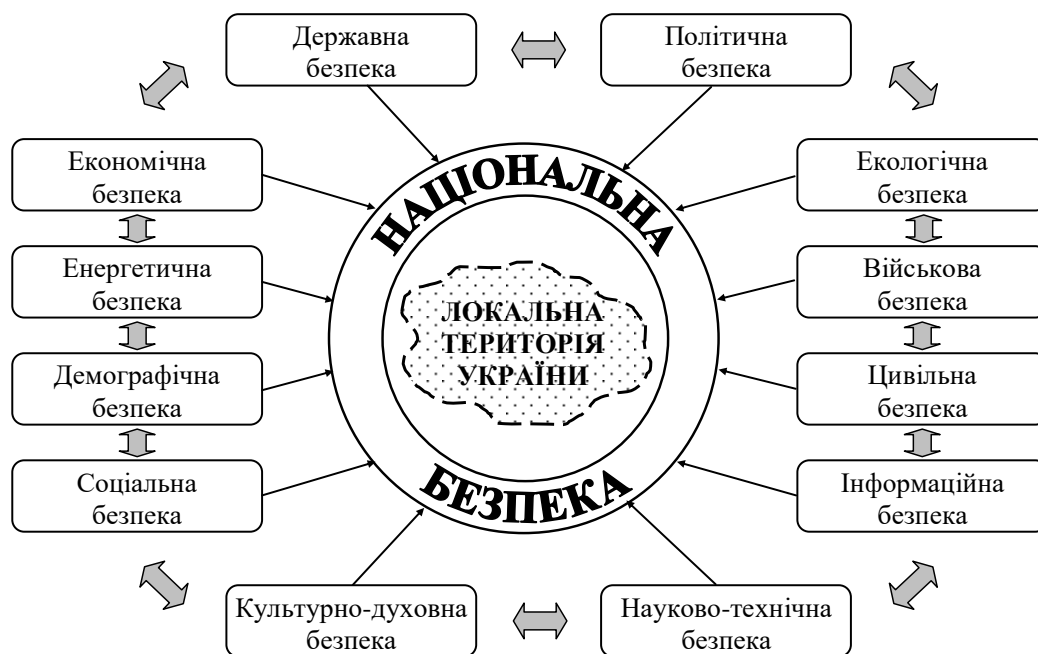 Державна
безпека
Політична
безпека
Економічна
безпека
Екологічна
безпека
НАЦІОНАЛЬНА
Енергетична
безпека
Військова
безпека
ЛОКАЛЬНА
ТЕРИТОРІЯ
УКРАЇНИ
Демографічна
безпека
Цивільна
безпека
Соціальна
безпека
Інформаційна
безпека
БЕЗПЕКА
Культурно-духовна
безпека
Науково-технічна
безпека